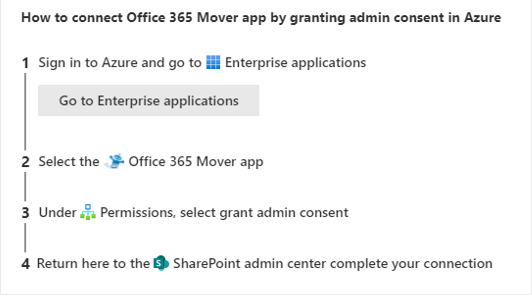 How to connect Office 365 Mover app by granting admin consent in Azure
1 Sign in to Azure and go to Enterprise applications
Go to Enterprise applications
2 Select the Office 365 Mover app
3 Under Permissions, select grant admin consent
4 Return here to the SharePoint admin center complete your connection